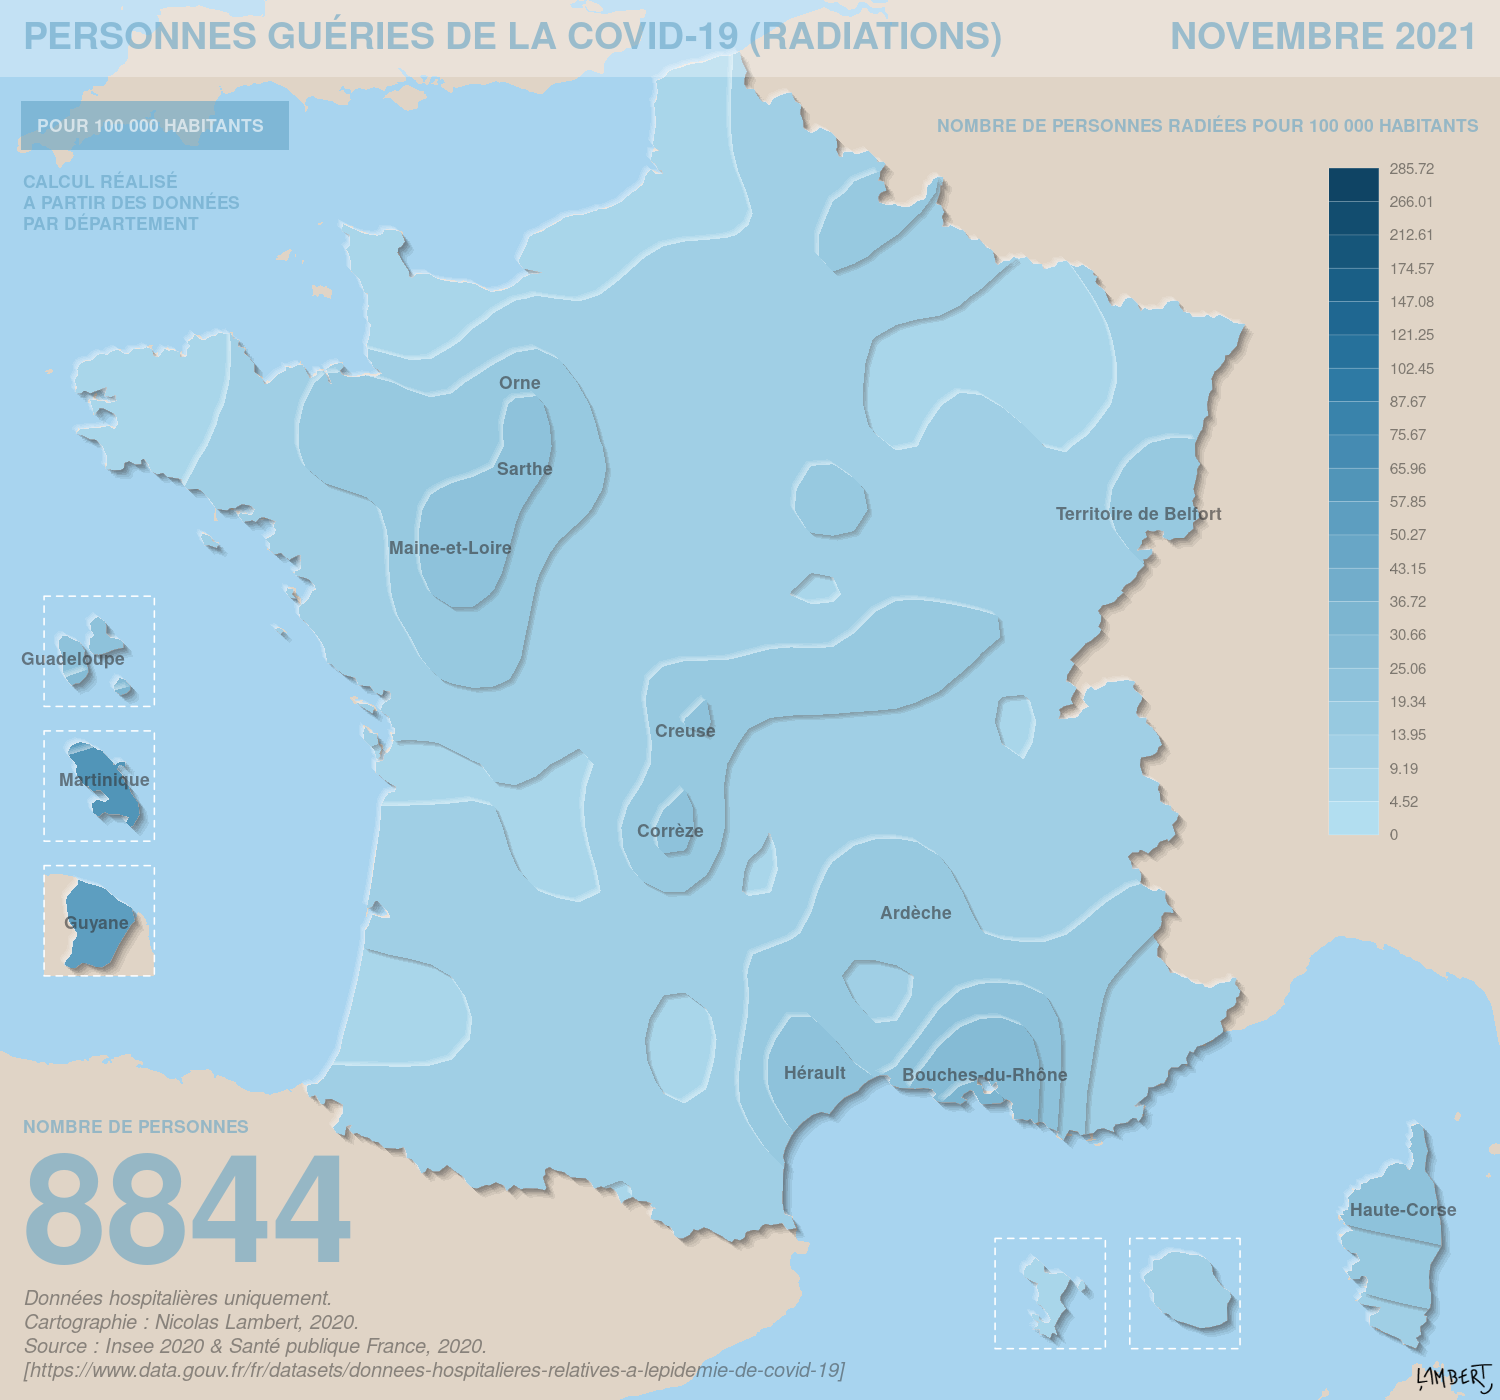 PERSONNES GUÉRIES DE LA COVID-19 (RADIATIONS)
NOVEMBRE 2021
POUR 100 000 HABITANTS
CALCUL RÉALISÉ
A PARTIR DES DONNÉES
PAR DÉPARTEMENT
NOMBRE DE PERSONNES RADIÉES POUR 100 000 HABITANTS
285.72
266.01
212.61
174.57
147.08
121.25
102.45
87.67
75.67
65.96
57.85
50.27
43.15
36.72
30.66
25.06
19.34
13.95
9.19
4.52
0
Orne
Sarthe
Territoire de Belfort
Maine-et-Loire
Guadeloupe
Creuse
Martinique
Corrèze
Ardèche
Guyane
Hérault
Bouches-du-Rhône
Haute-Corse
NOMBRE DE PERSONNES
8844
Données hospitalières uniquement.
Cartographie : Nicolas Lambert, 2020.
Source : Insee 2020 & Santé publique France, 2020.
[https://www.data.gouv.fr/fr/datasets/donnees-hospitalieres-relatives-a-lepidemie-de-covid-19]
LAMBERT